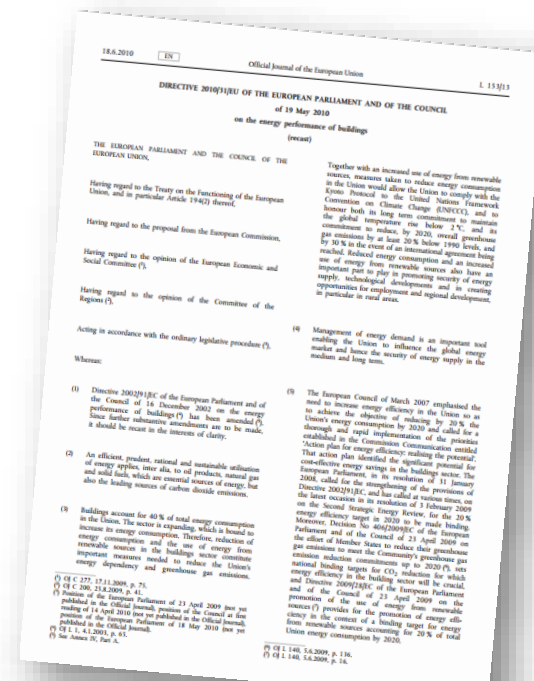 18.6.2010
EN
Official Journal of the European Union
L 153/13
DIRECTIVE 2010/31/EU OF THE EUROPEAN PARLIAMENT AND OF THE COUNCIL
of 19 May 2010
on the energy performance of buildings
(recast)
THE EUROPEAN PARLIAMENT AND THE COUNCIL OF THE
EUROPEAN UNION,
Having regard to the Treaty on the Functioning of the European
Union, and in particular Article 194(2) thereof,
Having regard to the proposal from the European Commission,
Having regard to the opinion of the European Economic and
Social Committee (¹),
Having regard to the opinion of the Committee of the
Regions (²),
Acting in accordance with the ordinary legislative procedure (³),
Whereas:
(1) Directive 2002/91/EC of the European Parliament and of
the Council of 16 December 2002 on the energy
performance of buildings (⁴) has been amended (⁵).
Since further substantive amendments are to be made,
it should be recast in the interests of clarity.
(2) An efficient, prudent, rational and sustainable utilisation
of energy applies, inter alia, to oil products, natural gas
and solid fuels, which are essential sources of energy, but
also the leading sources of carbon dioxide emissions.
(3) Buildings account for 40 % of total energy consumption
in the Union. The sector is expanding, which is bound to
increase its energy consumption. Therefore, reduction of
energy consumption and the use of energy from
renewable sources in the buildings sector constitute
important measures needed to reduce the Union's
energy dependency and greenhouse gas emissions.
(¹) OJ C 277, 17.11.2009, p. 75.
(²) OJ C 200, 25.8.2009, p. 41.
(³) Position of the European Parliament of 23 April 2009 (not yet
published in the Official Journal), position of the Council at first
reading of 14 April 2010 (not yet published in the Official Journal),
position of the European Parliament of 18 May 2010 (not yet
published in the Official Journal).
(⁴) OJ L 1, 4.1.2003, p. 65.
(⁵) See Annex IV, Part A.
Together with an increased use of energy from renewable
sources, measures taken to reduce energy consumption
in the Union would allow the Union to comply with the
Kyoto Protocol to the United Nations Framework
Convention on Climate Change (UNFCCC), and to
honour both its long term commitment to maintain
the global temperature rise below 2 °C, and its
commitment to reduce, by 2020, overall greenhouse
gas emissions by at least 20 % below 1990 levels, and
by 30 % in the event of an international agreement being
reached. Reduced energy consumption and an increased
use of energy from renewable sources also have an
important part to play in promoting security of energy
supply, technological developments and in creating
opportunities for employment and regional development,
in particular in rural areas.
(4) Management of energy demand is an important tool
enabling the Union to influence the global energy
market and hence the security of energy supply in the
medium and long term.
(5) The European Council of March 2007 emphasised the
need to increase energy efficiency in the Union so as
to achieve the objective of reducing by 20 % the
Union's energy consumption by 2020 and called for a
thorough and rapid implementation of the priorities
established in the Commission Communication entitled
'Action plan for energy efficiency: realising the potential'.
That action plan identified the significant potential for
cost-effective energy savings in the buildings sector. The
European Parliament, in its resolution of 31 January
2008, called for the strengthening of the provisions of
Directive 2002/91/EC, and has called at various times, on
the latest occasion in its resolution of 3 February 2009
on the Second Strategic Energy Review, for the 20 %
energy efficiency target in 2020 to be made binding.
Moreover, Decision No 406/2009/EC of the European
Parliament and of the Council of 23 April 2009 on
the effort of Member States to reduce their greenhouse
gas emissions to meet the Community's greenhouse gas
emission reduction commitments up to 2020 (⁶), sets
national binding targets for CO₂ reduction for which
energy efficiency in the building sector will be crucial,
and Directive 2009/28/EC of the European Parliament
and of the Council of 23 April 2009 on the
promotion of the use of energy from renewable
sources (⁷) provides for the promotion of energy effi-
ciency in the context of a binding target for energy
from renewable sources accounting for 20 % of total
Union energy consumption by 2020.
(⁶) OJ L 140, 5.6.2009, p. 136.
(⁷) OJ L 140, 5.6.2009, p. 16.